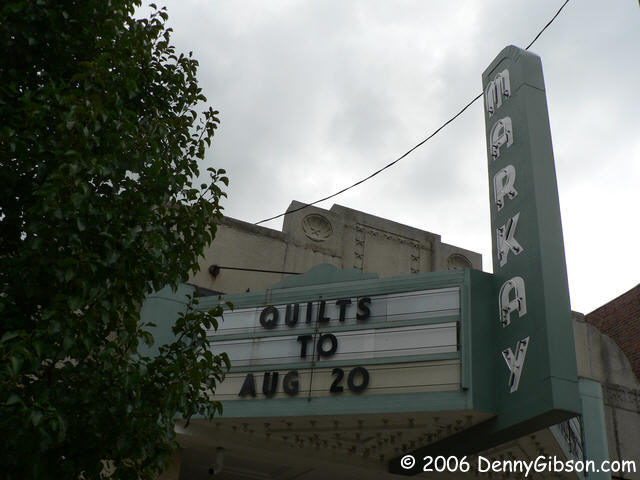 MARKAY
QUILTS
TO
AUG 20
© 2006 DennyGibson.com